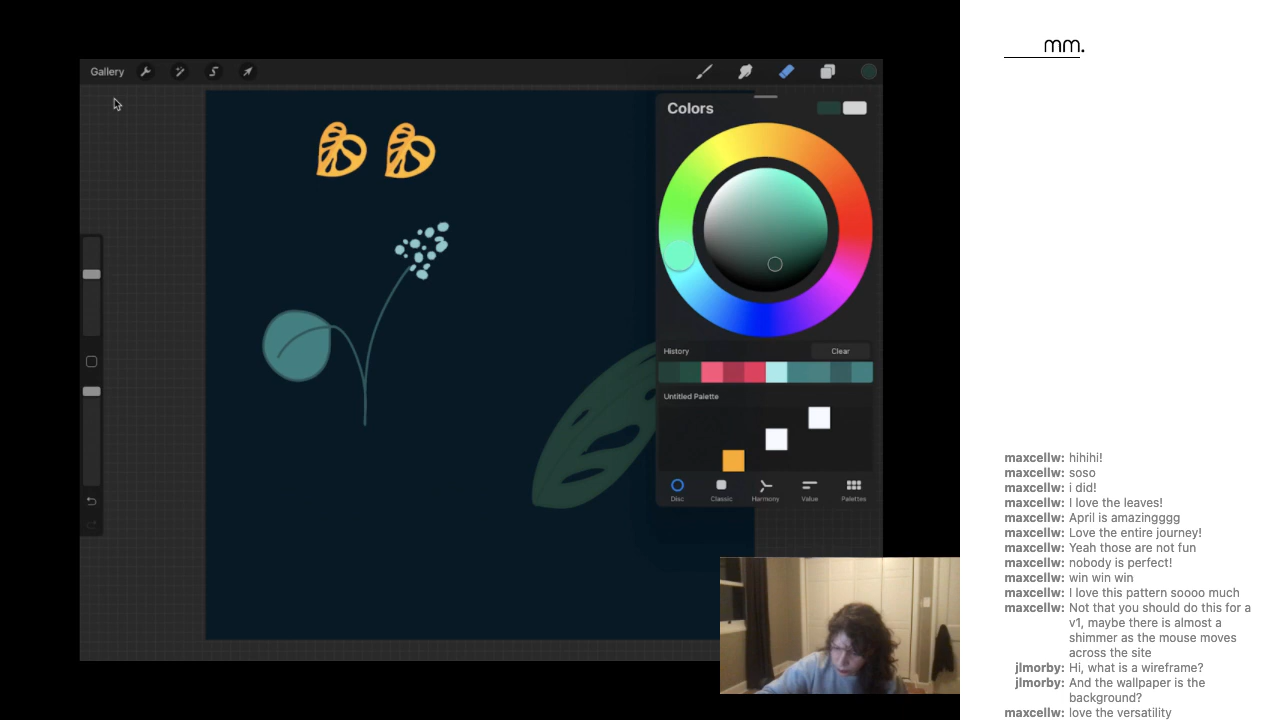 Gallery
Colors
History
Clear
Untitled Palette
Disc
Classic
Harmony
Value
Palettes
mm.
maxcellw: hihihi!
maxcellw: soso
maxcellw: i did!
maxcellw: I love the leaves!
maxcellw: April is amazingggg
maxcellw: Love the entire journey!
maxcellw: Yeah those are not fun
maxcellw: nobody is perfect!
maxcellw: win win win
maxcellw: I love this pattern soooo much
maxcellw: Not that you should do this for a
v1, maybe there is almost a
shimmer as the mouse moves
across the site
jlmorby: Hi, what is a wireframe?
jlmorby: And the wallpaper is the
background?
maxcellw: love the versatility